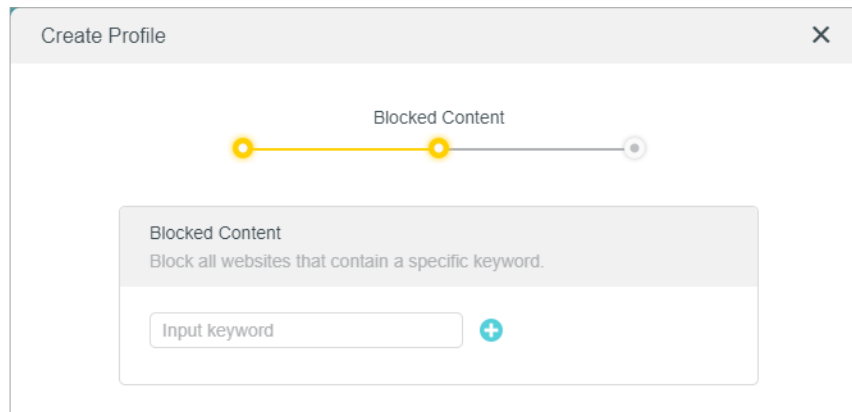 Create Profile
Blocked Content
Blocked Content
Block all websites that contain a specific keyword.
Input keyword